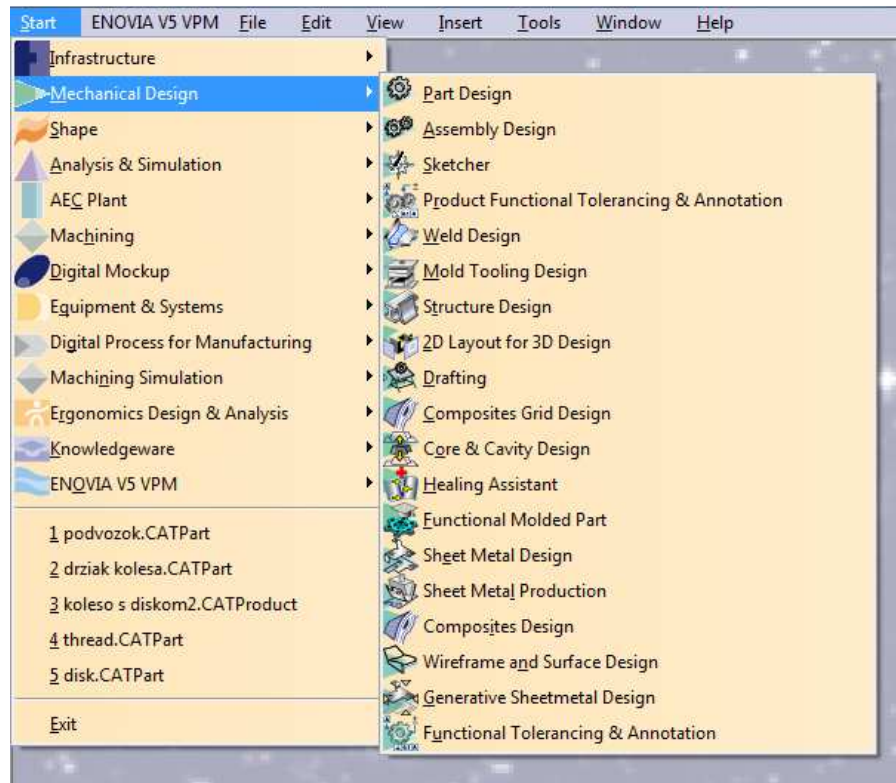 Start ENOVIA V5 VPM File Edit View Insert Tools Window Help
Infrastructure
Mechanical Design
Shape
Analysis & Simulation
AEC Plant
Machining
Digital Mockup
Equipment & Systems
Digital Process for Manufacturing
Machining Simulation
Ergonomics Design & Analysis
Knowledgeware
ENOVIA V5 VPM
1 podvozok.CATPart
2 drziak kolesa.CATPart
3 koleso s diskom2.CATProduct
4 thread.CATPart
5 disk.CATPart
Exit
Part Design
Assembly Design
Sketcher
Product Functional Tolerancing & Annotation
Weld Design
Mold Tooling Design
Structure Design
2D Layout for 3D Design
Drafting
Composites Grid Design
Core & Cavity Design
Healing Assistant
Functional Molded Part
Sheet Metal Design
Sheet Metal Production
Composites Design
Wireframe and Surface Design
Generative Sheetmetal Design
Functional Tolerancing & Annotation